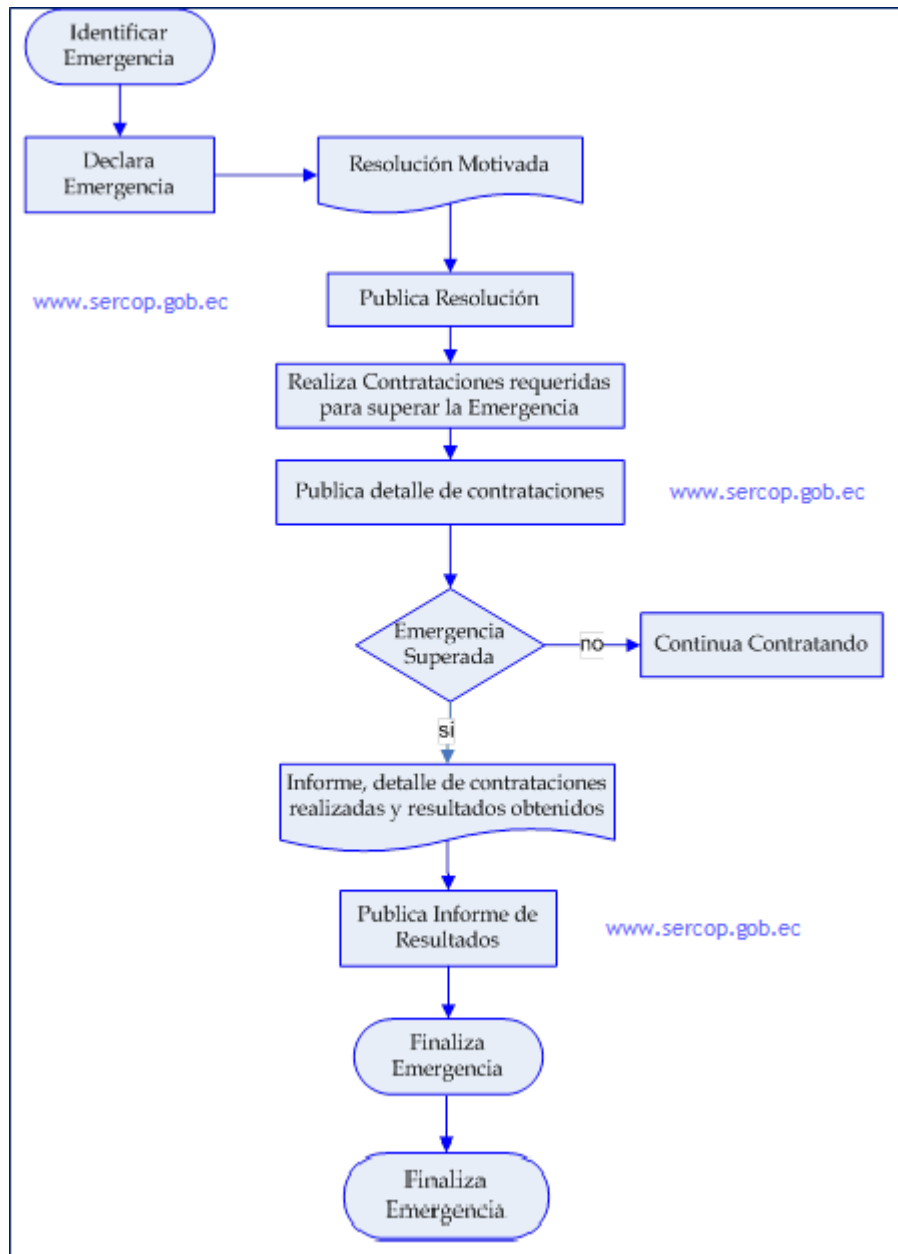 Identificar
Emergencia
Declara
Emergencia
Resolución Motivada
www.sercop.gob.ec
Publica Resolución
Realiza Contrataciones requeridas
para superar la Emergencia
Publica detalle de contrataciones
www.sercop.gob.ec
Emergencia
Superada
no
Continua Contratando
si
Informe, detalle de contrataciones
realizadas y resultados obtenidos
Publica Informe de
Resultados
www.sercop.gob.ec
Finaliza
Emergencia
Finaliza
Emergencia